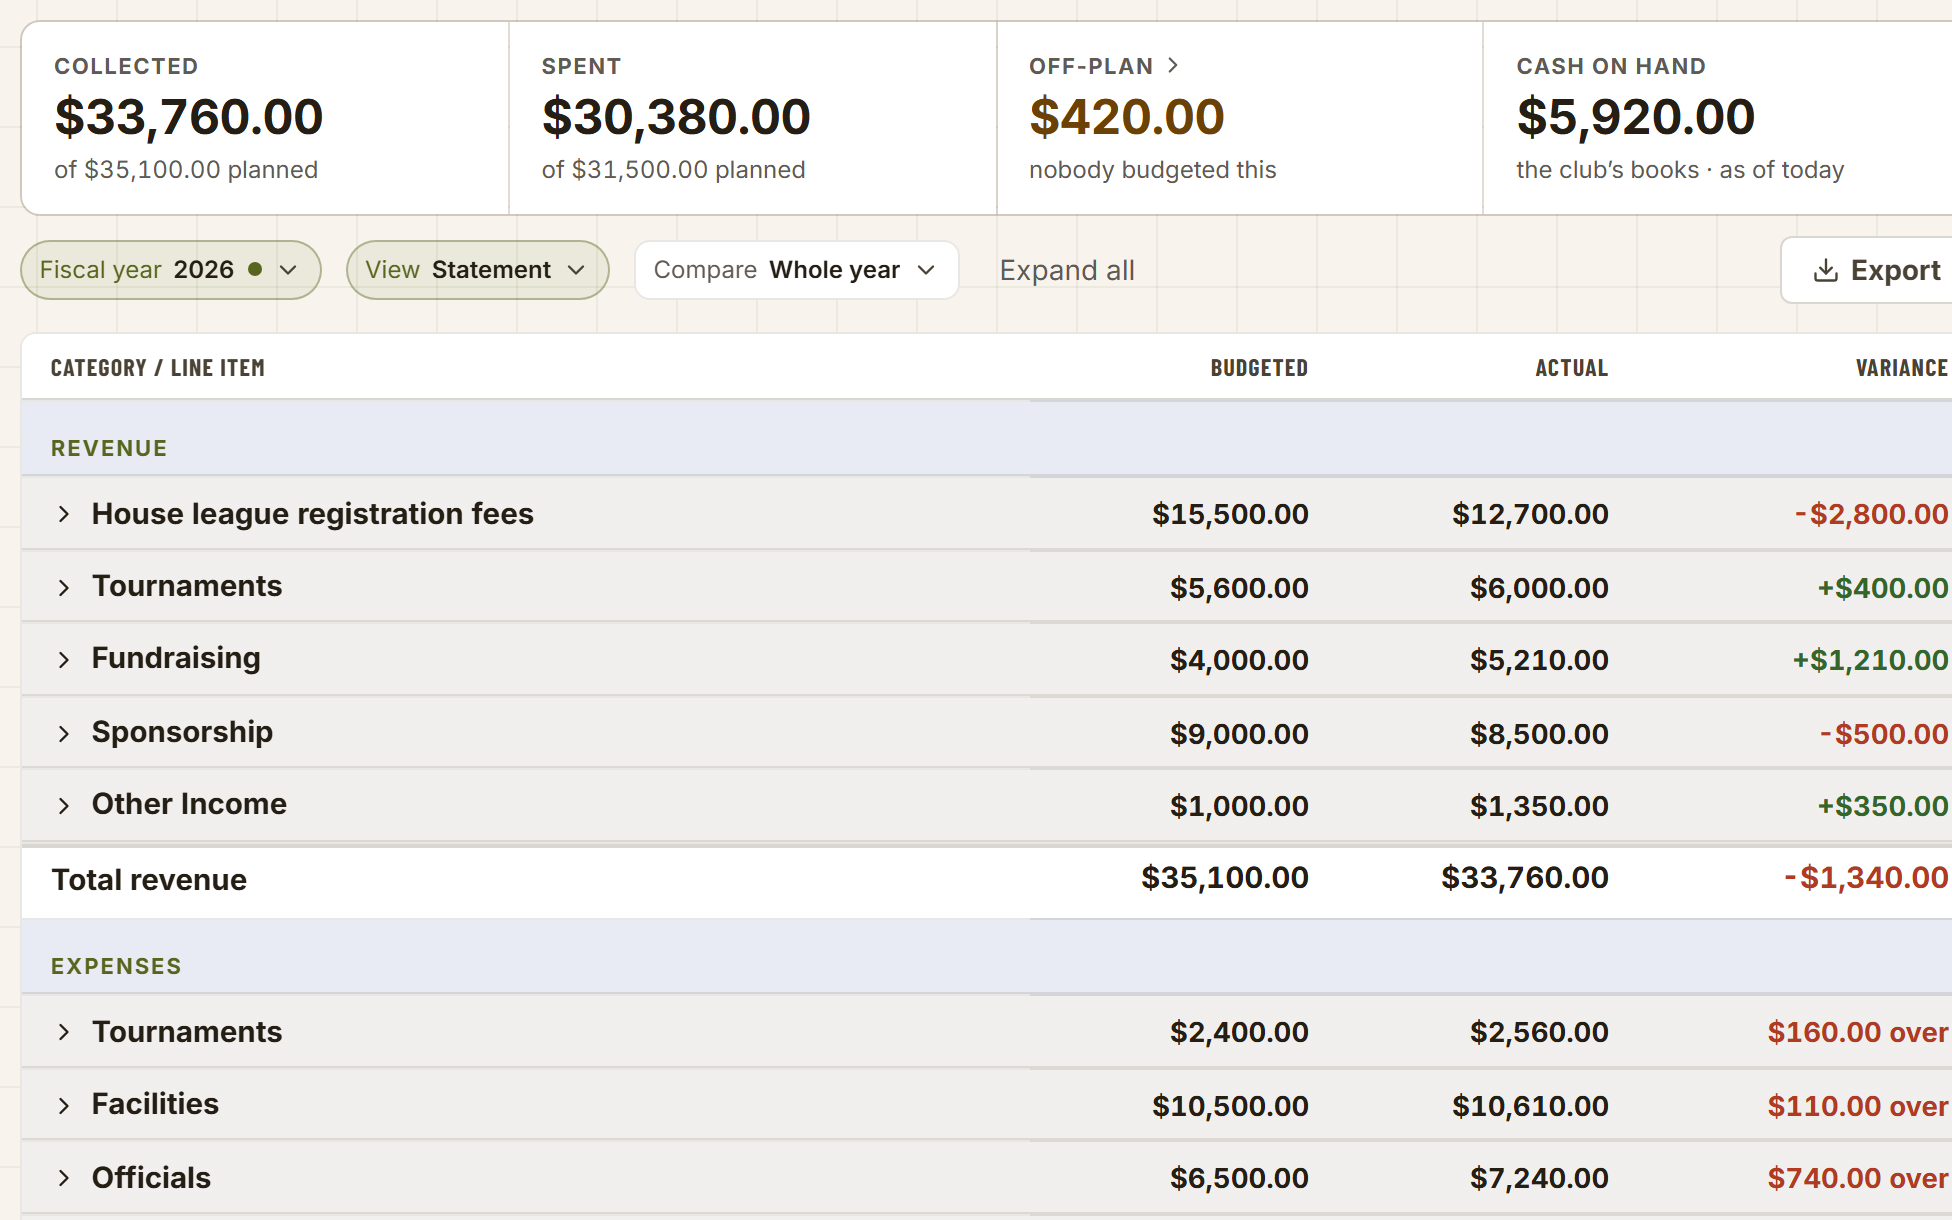 COLLECTED
$33,760.00
of $35,100.00 planned
SPENT
$30,380.00
of $31,500.00 planned
OFF-PLAN
$420.00
nobody budgeted this
CASH ON HAND
$5,920.00
the club’s books · as of today
Fiscal year 2026
View Statement
Compare Whole year
Expand all
Export
CATEGORY / LINE ITEM BUDGETED ACTUAL VARIANCE
REVENUE
House league registration fees $15,500.00 $12,700.00 -$2,800.00
Tournaments $5,600.00 $6,000.00 +$400.00
Fundraising $4,000.00 $5,210.00 +$1,210.00
Sponsorship $9,000.00 $8,500.00 -$500.00
Other Income $1,000.00 $1,350.00 +$350.00
Total revenue $35,100.00 $33,760.00 -$1,340.00
EXPENSES
Tournaments $2,400.00 $2,560.00 $160.00 over
Facilities $10,500.00 $10,610.00 $110.00 over
Officials $6,500.00 $7,240.00 $740.00 over